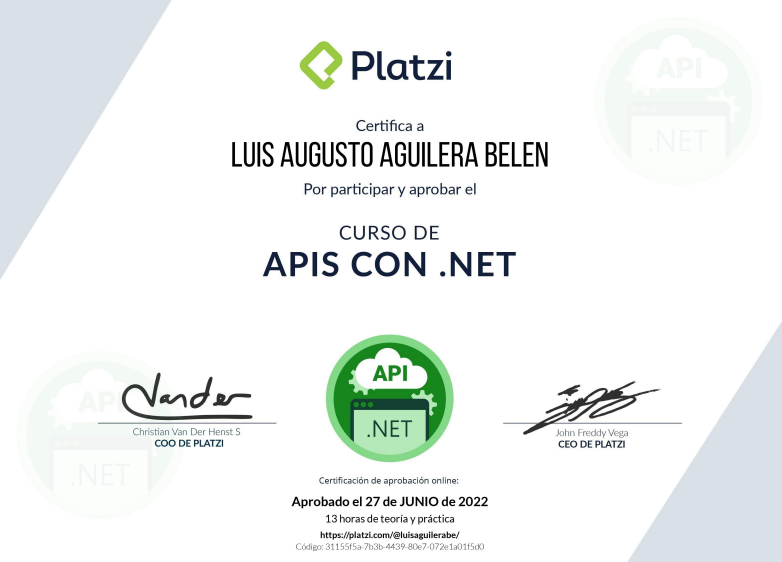 Platzi
API
.NET
Certifica a
LUIS AUGUSTO AGUILERA BELEN
Por participar y aprobar el
CURSO DE
APIS CON .NET
API
.NET
Vander
API
.NET
Christian Van Der Henst S
COO DE PLATZI
John Freddy Vega
CEO DE PLATZI
Certificación de aprobación online:
Aprobado el 27 de JUNIO de 2022
13 horas de teoría y práctica
https://platzi.com/@luisaguilerabe/
Código: 31155f5a-7b3b-4439-80e7-072e1a01f5d0